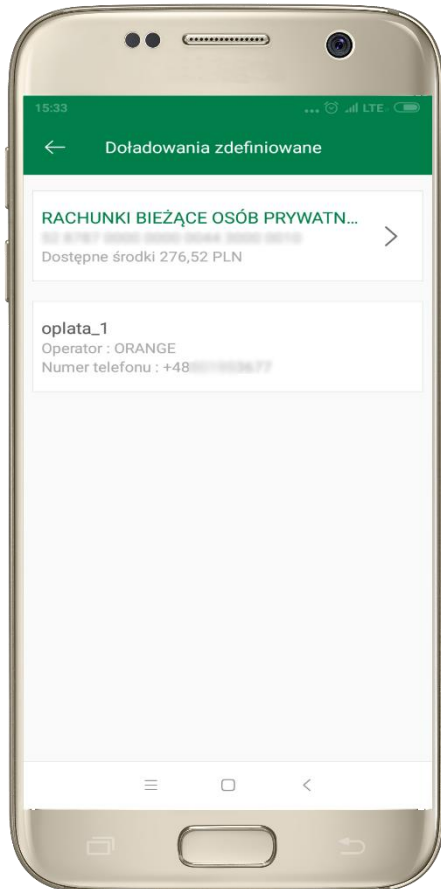 15:33
... LTE
Doładowania zdefiniowane
RACHUNKI BIEŻĄCE OSÓB PRYWATN...
Dostępne środki 276,52 PLN
oplata_1
Operator : ORANGE
Numer telefonu : +48